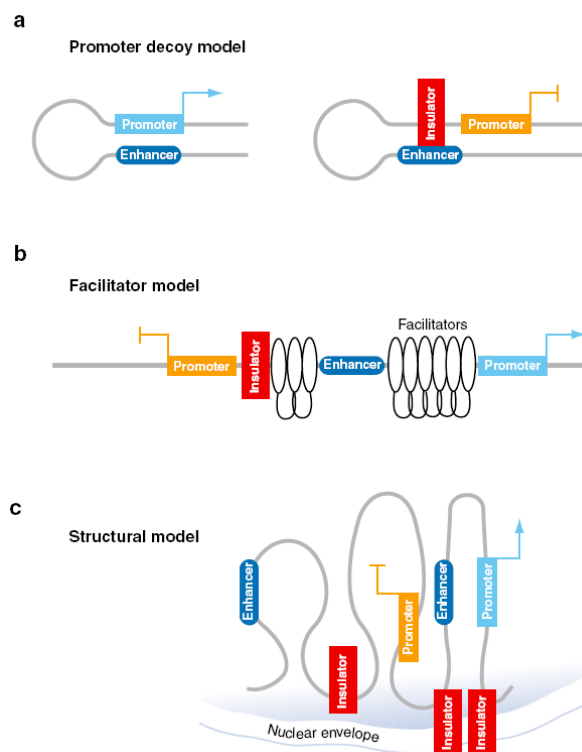 a
Promoter decoy model
Promoter
Enhancer
Insulator
Promoter
Enhancer
b
Facilitator model
Facilitators
Promoter
Insulator
Enhancer
Promoter
c
Structural model
Enhancer
Insulator
Promoter
Enhancer
Promoter
Insulator
Insulator
Nuclear envelope